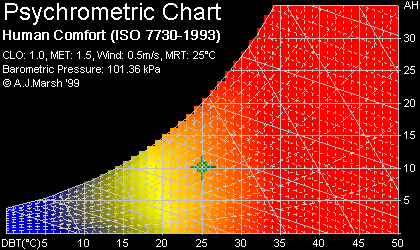 Psychrometric Chart
AH
Human Comfort (ISO 7730-1993)
CLO: 1.0, MET: 1.5, Wind: 0.5m/s, MRT: 25°C
Barometric Pressure: 101.36 kPa
© A.J.Marsh '99
30
25
20
15
10
5
DBT(°C) 5 10 15 20 25 30 35 40 45 50